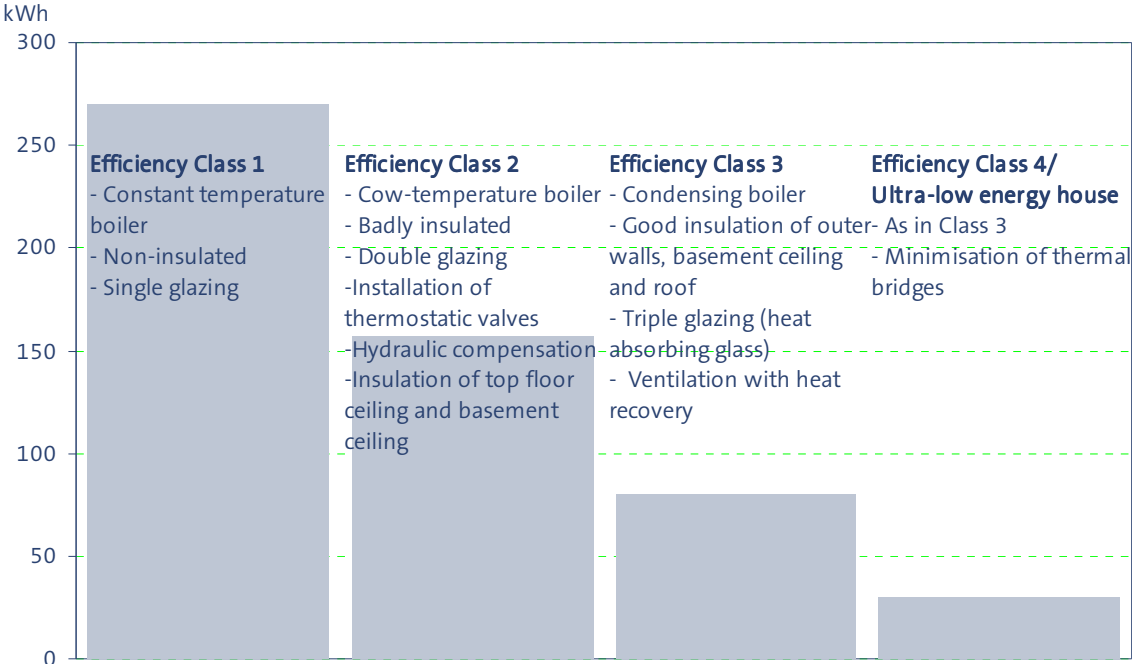 kWh
300
250
200
150
100
50
0
Efficiency Class 1
- Constant temperature
boiler
- Non-insulated
- Single glazing
Efficiency Class 2
- Cow-temperature boiler
- Badly insulated
- Double glazing
-Installation of
thermostatic valves
-Hydraulic compensation
-Insulation of top floor
ceiling and basement
ceiling
Efficiency Class 3
- Condensing boiler
- Good insulation of outer
walls, basement ceiling
and roof
- Triple glazing (heat
absorbing glass)
- Ventilation with heat
recovery
Efficiency Class 4/
Ultra-low energy house
- As in Class 3
- Minimisation of thermal
bridges